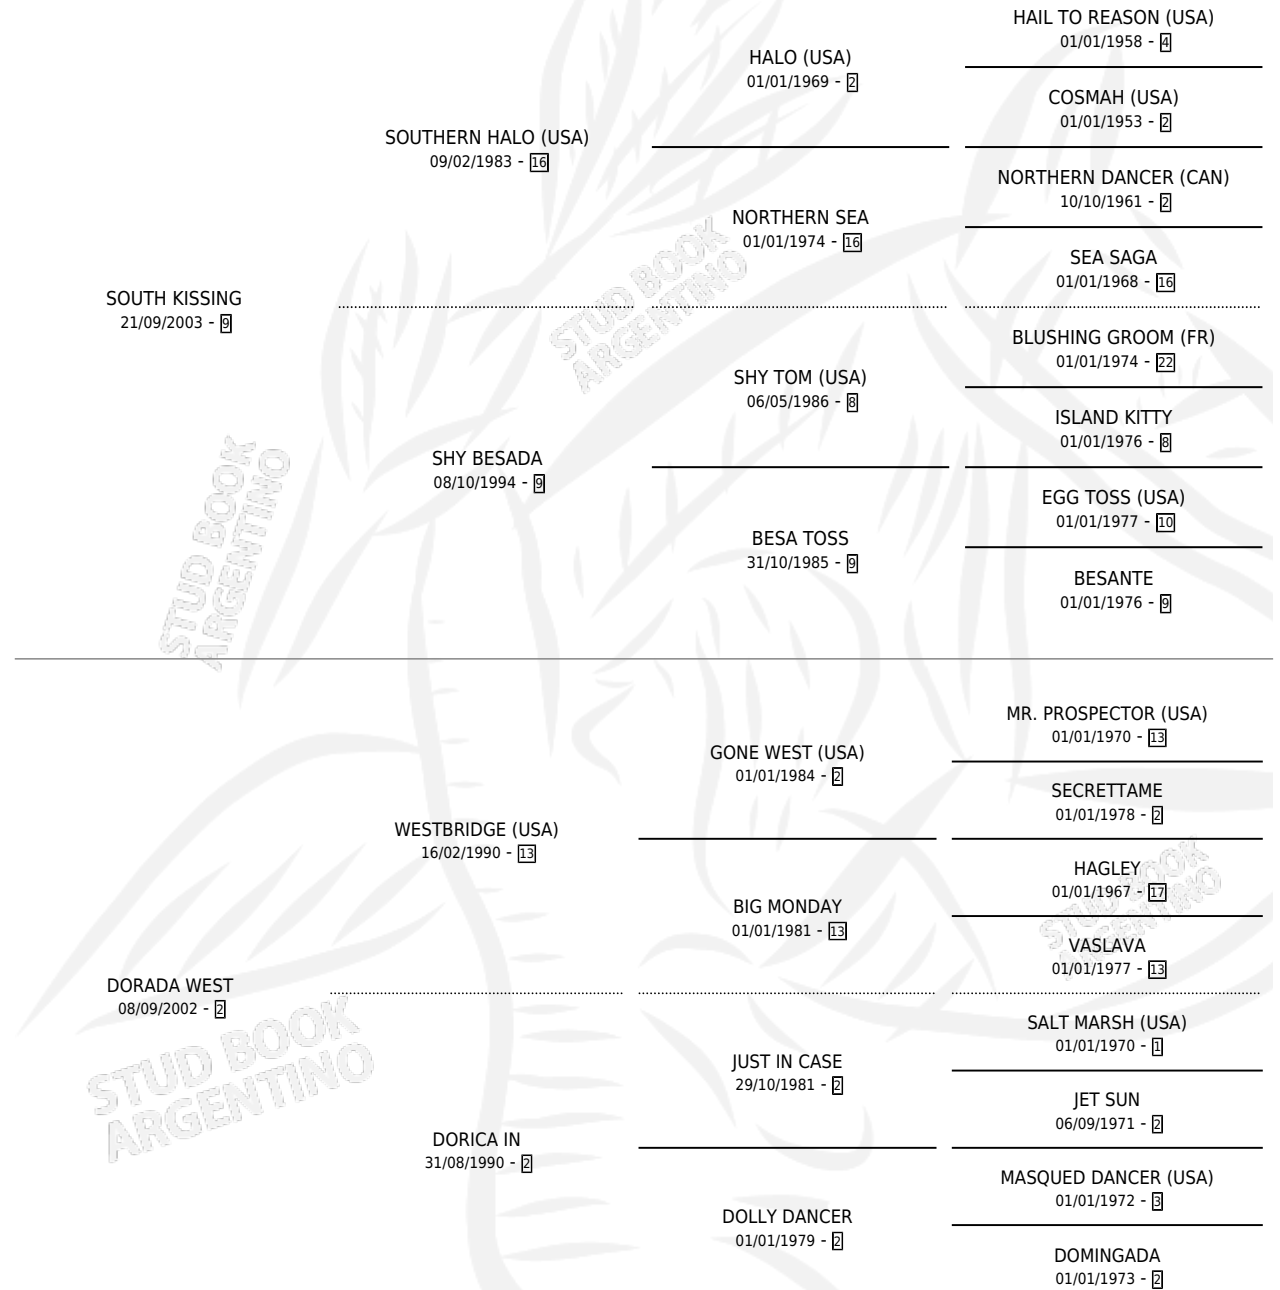 HAIL TO REASON (USA)
01/01/1958 - 4
HALO (USA)
01/01/1969 - 2
COSMAH (USA)
01/01/1953 - 2
SOUTHERN HALO (USA)
09/02/1983 - 16
NORTHERN DANCER (CAN)
10/10/1961 - 2
NORTHERN SEA
01/01/1974 - 16
SEA SAGA
01/01/1968 - 16
SOUTH KISSING
21/09/2003 - 9
BLUSHING GROOM (FR)
01/01/1974 - 22
SHY TOM (USA)
06/05/1986 - 8
ISLAND KITTY
01/01/1976 - 8
SHY BESADA
08/10/1994 - 9
EGG TOSS (USA)
01/01/1977 - 10
BESA TOSS
31/10/1985 - 9
BESANTE
01/01/1976 - 9
STUD BOOK
ARGENTINO
STUD BOOK
ARGENTINO
MR. PROSPECTOR (USA)
01/01/1970 - 13
GONE WEST (USA)
01/01/1984 - 2
SECRETTAME
01/01/1978 - 2
WESTBRIDGE (USA)
16/02/1990 - 13
HAGLEY
01/01/1967 - 17
BIG MONDAY
01/01/1981 - 13
VASLAVA
01/01/1977 - 13
STUD BOOK
ARGENTINO
DORADA WEST
08/09/2002 - 2
SALT MARSH (USA)
01/01/1970 - 1
JUST IN CASE
29/10/1981 - 2
JET SUN
06/09/1971 - 2
DORICA IN
31/08/1990 - 2
MASQUED DANCER (USA)
01/01/1972 - 3
DOLLY DANCER
01/01/1979 - 2
DOMINGADA
01/01/1973 - 2
STUD BOOK
ARGENTINO